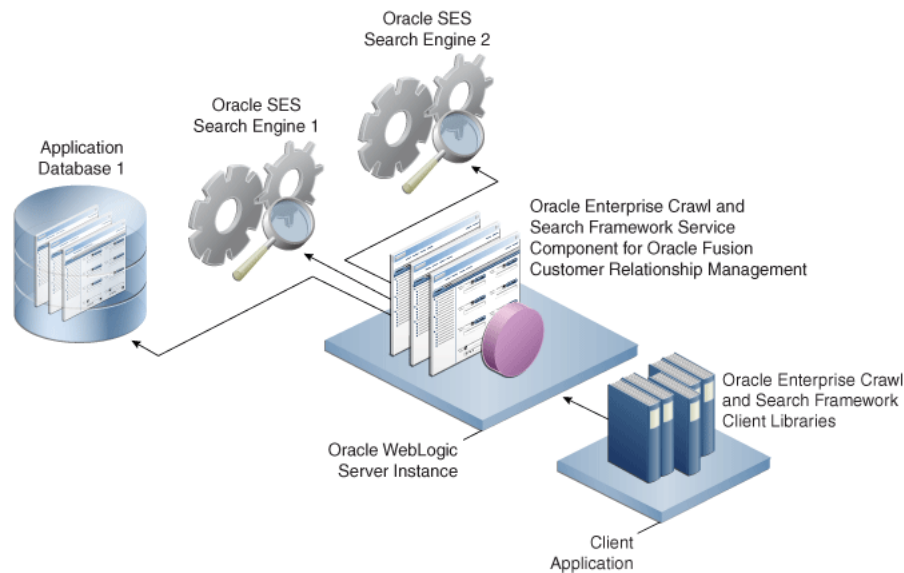 Oracle SES
Search Engine 2
Oracle SES
Search Engine 1
Application
Database 1
Oracle Enterprise Crawl and
Search Framework Service
Component for Oracle Fusion
Customer Relationship Management
Oracle Enterprise Crawl
and Search Framework
Client Libraries
Oracle WebLogic
Server Instance
Client
Application